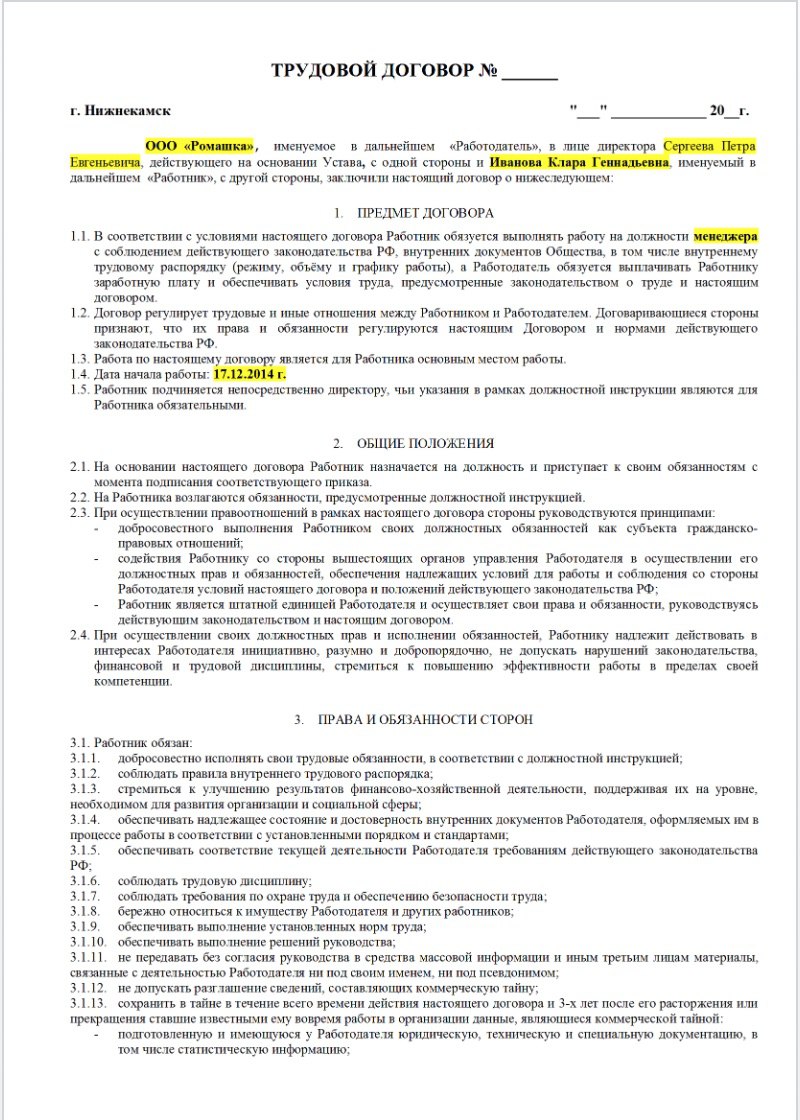 ТРУДОВОЙ ДОГОВОР № ______
г. Нижнекамск "___" ______________ 20__г.
ООО «Ромашка», именуемое в дальнейшем «Работодатель», в лице директора Сергеева Петра
Евгеньевича, действующего на основании Устава, с одной стороны и Иванова Клара Геннадьевна, именуемый в
дальнейшем «Работник», с другой стороны, заключили настоящий договор о нижеследующем:
1. ПРЕДМЕТ ДОГОВОРА
1.1. В соответствии с условиями настоящего договора Работник обязуется выполнять работу на должности менеджера
с соблюдением действующего законодательства РФ, внутренних документов Общества, в том числе внутреннему
трудовому распорядку (режиму, объёму и графику работы), а Работодатель обязуется выплачивать Работнику
заработную плату и обеспечивать условия труда, предусмотренные законодательством о труде и настоящим
договором.
1.2. Договор регулирует трудовые и иные отношения между Работником и Работодателем. Договаривающиеся стороны
признают, что их права и обязанности регулируются настоящим Договором и нормами действующего
законодательства РФ.
1.3. Работа по настоящему договору является для Работника основным местом работы.
1.4. Дата начала работы: 17.12.2014 г.
1.5. Работник подчиняется непосредственно директору, чьи указания в рамках должностной инструкции являются для
Работника обязательными.
2. ОБЩИЕ ПОЛОЖЕНИЯ
2.1. На основании настоящего договора Работник назначается на должность и приступает к своим обязанностям с
момента подписания соответствующего приказа.
2.2. На Работника возлагаются обязанности, предусмотренные должностной инструкцией.
2.3. При осуществлении правоотношений в рамках настоящего договора стороны руководствуются принципами:
- добросовестного выполнения Работником своих должностных обязанностей как субъекта гражданско-
правовых отношений;
- содействия Работнику со стороны вышестоящих органов управления Работодателя в осуществлении его
должностных прав и обязанностей, обеспечения надлежащих условий для работы и соблюдения со стороны
Работодателя условий настоящего договора и положений действующего законодательства РФ;
- Работник является штатной единицей Работодателя и осуществляет свои права и обязанности, руководствуясь
действующим законодательством и настоящим договором.
2.4. При осуществлении своих должностных прав и исполнении обязанностей, Работнику надлежит действовать в
интересах Работодателя инициативно, разумно и добропорядочно, не допускать нарушений законодательства,
финансовой и трудовой дисциплины, стремиться к повышению эффективности работы в пределах своей
компетенции.
3. ПРАВА И ОБЯЗАННОСТИ СТОРОН
3.1. Работник обязан:
3.1.1. добросовестно исполнять свои трудовые обязанности, в соответствии с должностной инструкцией;
3.1.2. соблюдать правила внутреннего трудового распорядка;
3.1.3. стремиться к улучшению результатов финансово-хозяйственной деятельности, поддерживая их на уровне,
необходимом для развития организации и социальной сферы;
3.1.4. обеспечивать надлежащее состояние и достоверность внутренних документов Работодателя, оформляемых им в
процессе работы в соответствии с установленными порядком и стандартами;
3.1.5. обеспечивать соответствие текущей деятельности Работодателя требованиям действующего законодательства
РФ;
3.1.6. соблюдать трудовую дисциплину;
3.1.7. соблюдать требования по охране труда и обеспечению безопасности труда;
3.1.8. бережно относиться к имуществу Работодателя и других работников;
3.1.9. обеспечивать выполнение установленных норм труда;
3.1.10. обеспечивать выполнение решений руководства;
3.1.11. не передавать без согласия руководства в средства массовой информации и иным третьим лицам материалы,
связанные с деятельностью Работодателя ни под своим именем, ни под псевдонимом;
3.1.12. не допускать разглашение сведений, составляющих коммерческую тайну;
3.1.13. сохранить в тайне в течение всего времени действия настоящего договора и 3-х лет после его расторжения или
прекращения ставшие известными ему вовремя работы в организации данные, являющиеся коммерческой тайной:
- подготовленную и имеющуюся у Работодателя юридическую, техническую и специальную документацию, в
том числе статистическую информацию;